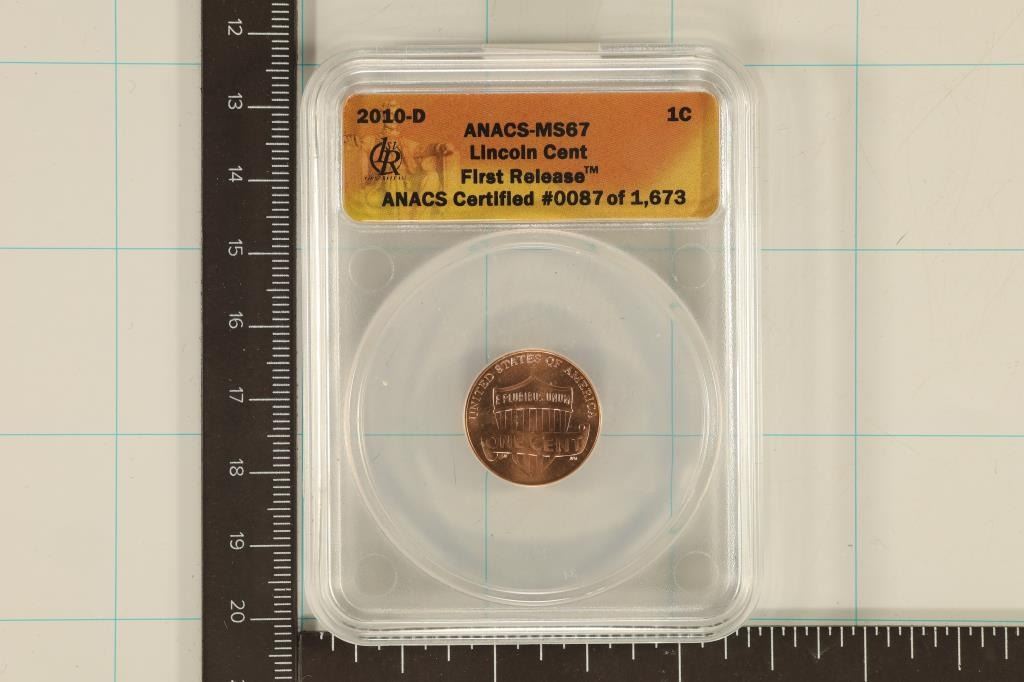 2010-D
1C
ANACS-MS67
Lincoln Cent
First Release™
ANACS Certified #0087 of 1,673
1ST
R
UNITED STATES OF AMERICA
E PLURIBUS UNUM
ONE CENT
12
13
14
15
16
17
18
19
20